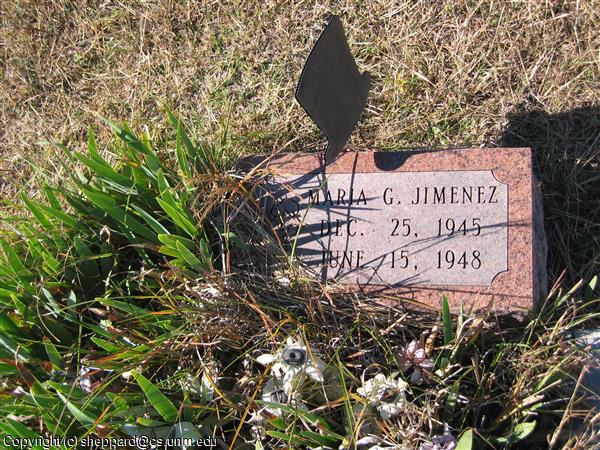 MARIA G. JIMENEZ
DEC. 25, 1945
JUNE 15, 1948
Copyright (c) sheppard@cs.unm.edu